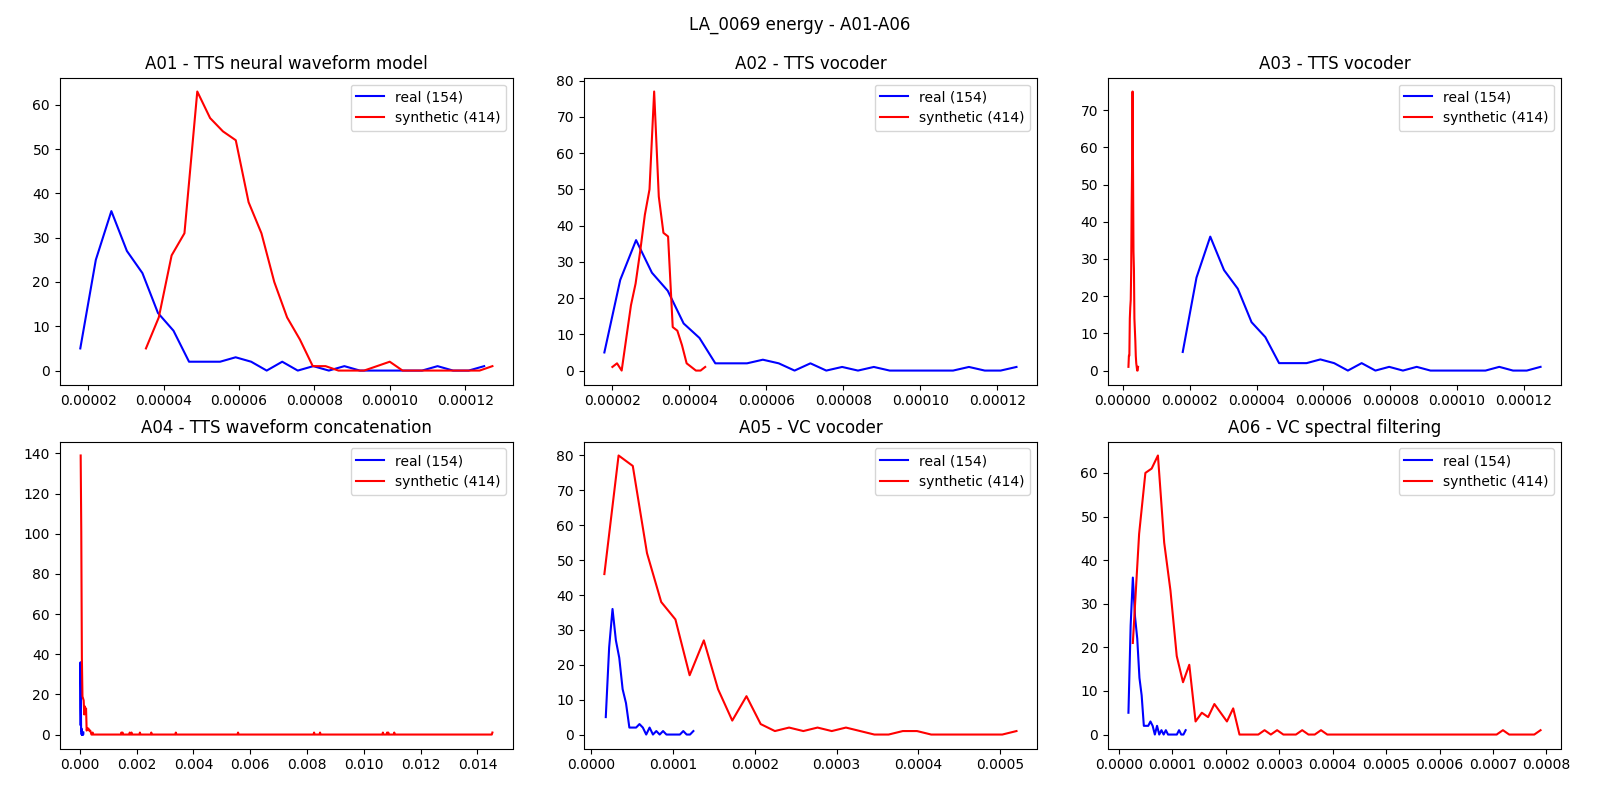 LA_0069 energy - A01-A06
A01 - TTS neural waveform model
real (154)
synthetic (414)
60
50
40
30
20
10
0
0.00002 0.00004 0.00006 0.00008 0.00010 0.00012
A02 - TTS vocoder
real (154)
synthetic (414)
80
70
60
50
40
30
20
10
0
0.00002 0.00004 0.00006 0.00008 0.00010 0.00012
A03 - TTS vocoder
real (154)
synthetic (414)
70
60
50
40
30
20
10
0
0.00000 0.00002 0.00004 0.00006 0.00008 0.00010 0.00012
A04 - TTS waveform concatenation
real (154)
synthetic (414)
140
120
100
80
60
40
20
0
0.000 0.002 0.004 0.006 0.008 0.010 0.012 0.014
A05 - VC vocoder
real (154)
synthetic (414)
80
70
60
50
40
30
20
10
0
0.0000 0.0001 0.0002 0.0003 0.0004 0.0005
A06 - VC spectral filtering
real (154)
synthetic (414)
60
50
40
30
20
10
0
0.0000 0.0001 0.0002 0.0003 0.0004 0.0005 0.0006 0.0007 0.0008